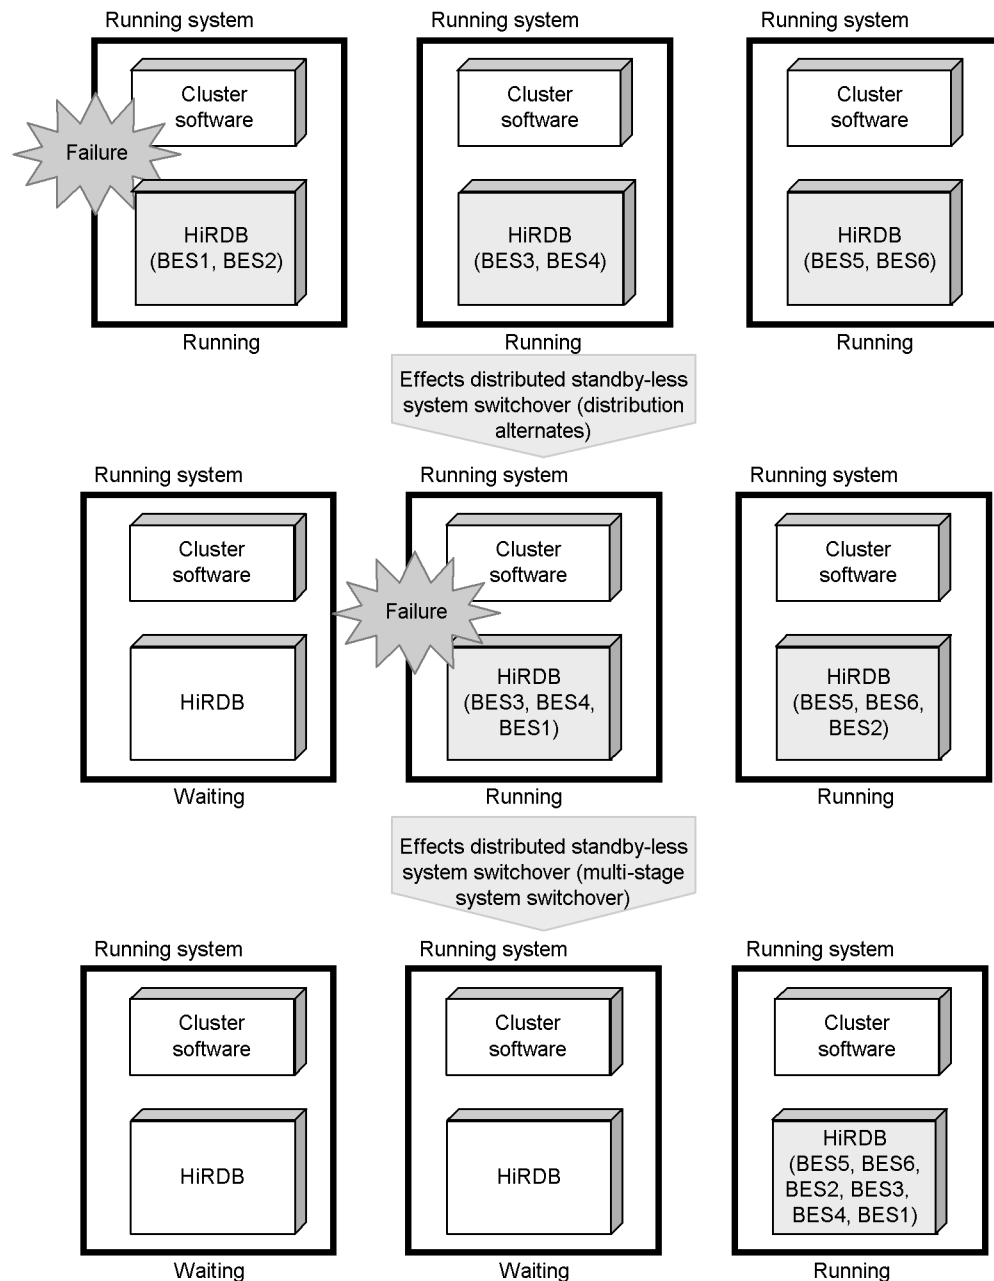 Running system
Running system
Running system
Cluster
software
Cluster
software
Cluster
software
Failure
HiRDB
(BES1, BES2)
HiRDB
(BES3, BES4)
HiRDB
(BES5, BES6)
Running
Running
Running
Effects distributed standby-less
system switchover (distribution
alternates)
Running system
Running system
Running system
Cluster
software
Cluster
software
Cluster
software
Failure
HiRDB
HiRDB
(BES3, BES4,
BES1)
HiRDB
(BES5, BES6,
BES2)
Waiting
Running
Running
Effects distributed standby-less
system switchover (multi-stage
system switchover)
Running system
Running system
Running system
Cluster
software
Cluster
software
Cluster
software
HiRDB
HiRDB
HiRDB
(BES5, BES6,
BES2, BES3,
BES4, BES1)
Waiting
Waiting
Running